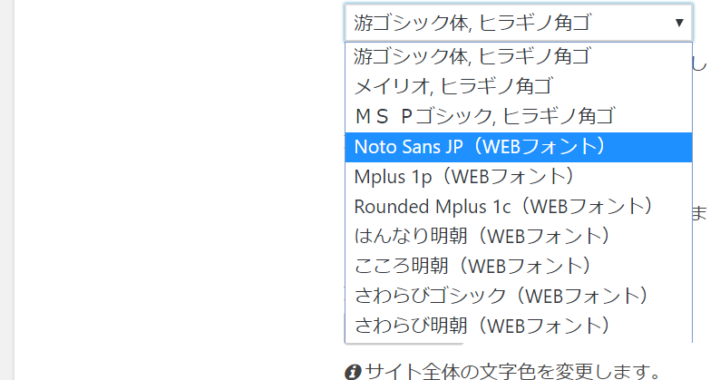 游ゴシック体, ヒラギノ角ゴ
游ゴシック体, ヒラギノ角ゴ
し
メイリオ, ヒラギノ角ゴ
ＭＳ Ｐゴシック, ヒラギノ角ゴ
Noto Sans JP（WEBフォント）
Mplus 1p（WEBフォント）
Rounded Mplus 1c（WEBフォント）
ま
はんなり明朝（WEBフォント）
こころ明朝（WEBフォント）
さわらびゴシック（WEBフォント）
さわらび明朝（WEBフォント）
サイト全体の文字色を変更します。